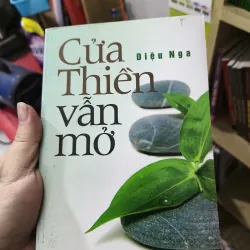 Cửa
Diệu Nga
Thiền
vẫn
mở